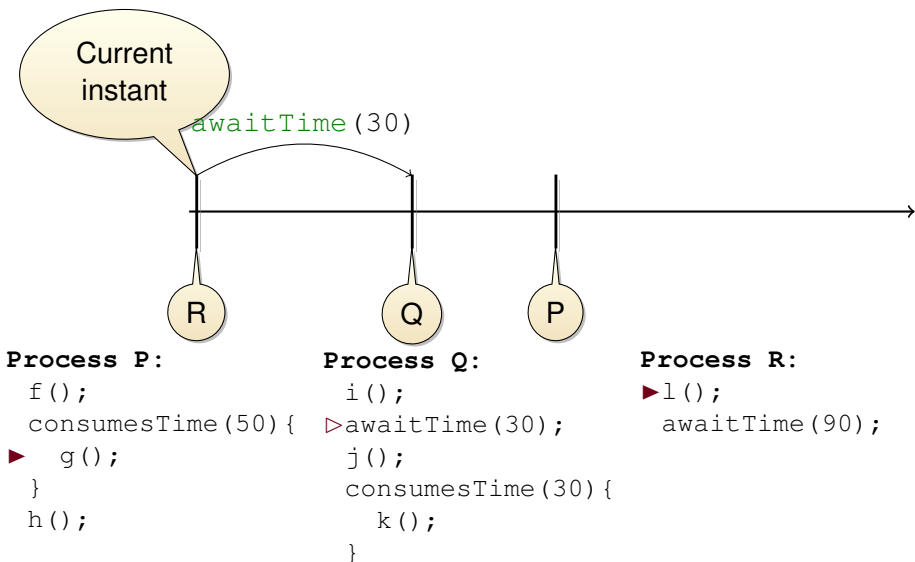 Current
instant
awaitTime(30)
R
Q
P
Process P:
f();
consumesTime(50){
g();
}
h();
Process Q:
i();
awaitTime(30);
j();
consumesTime(30){
k();
}
Process R:
l();
awaitTime(90);